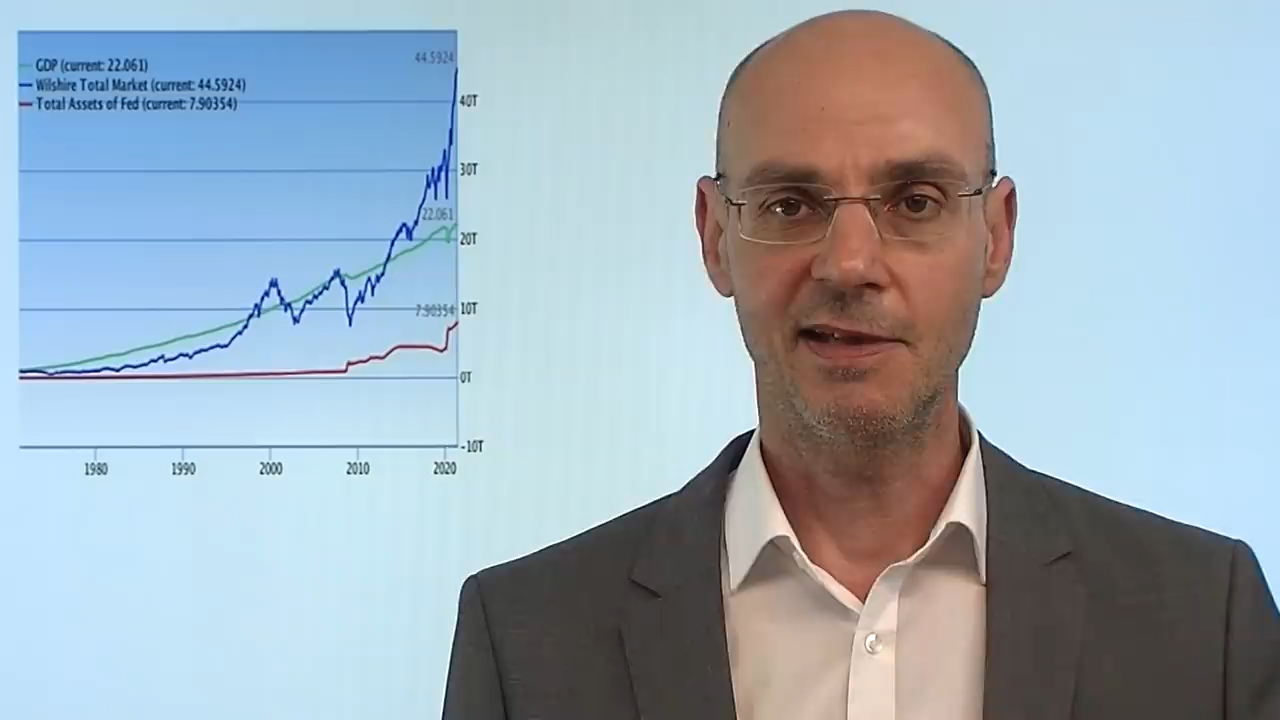 GDP (current: 22.061)
Wilshire Total Market (current: 44.5924)
Total Assets of Fed (current: 7.90354)
44.5924
40T
30T
22.061
20T
7.90354
10T
0T
-10T
1980 1990 2000 2010 2020